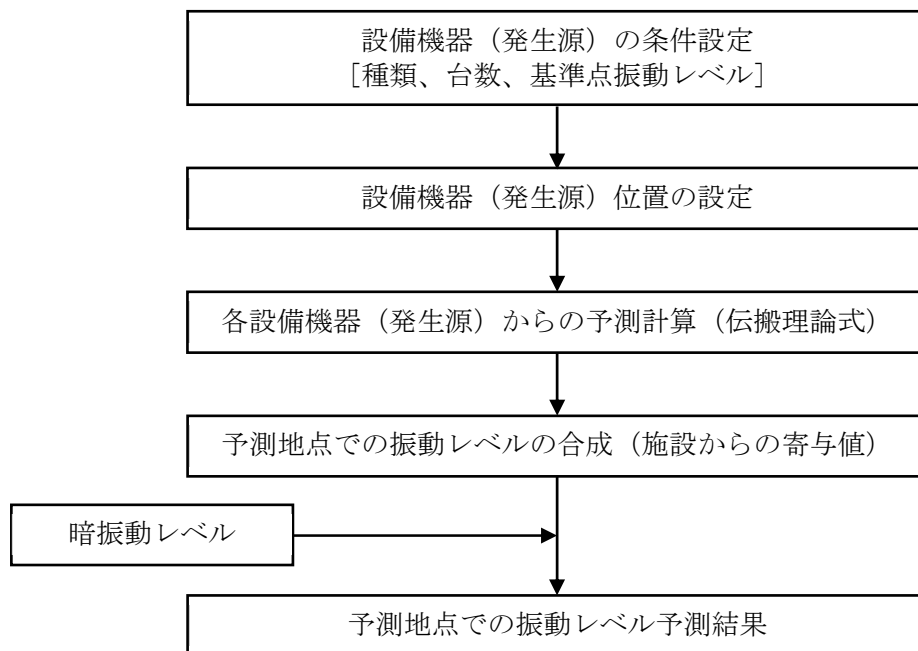 設備機器（発生源）の条件設定
［種類、台数、基準点振動レベル］
設備機器（発生源）位置の設定
各設備機器（発生源）からの予測計算（伝搬理論式）
予測地点での振動レベルの合成（施設からの寄与値）
暗振動レベル
予測地点での振動レベル予測結果